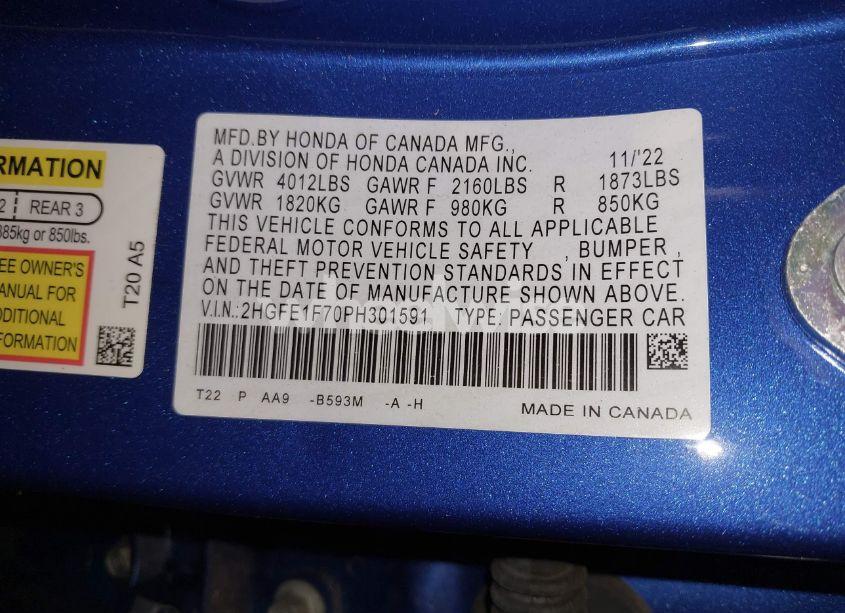 RMATION
2 REAR 3
385kg or 850lbs.
EE OWNER'S
ANUAL FOR
DDITIONAL
FORMATION
T20 A5
MFD.BY HONDA OF CANADA MFG.,
A DIVISION OF HONDA CANADA INC. 11/'22
GVWR 4012LBS GAWR F 2160LBS R 1873LBS
GVWR 1820KG GAWR F 980KG R 850KG
THIS VEHICLE CONFORMS TO ALL APPLICABLE
FEDERAL MOTOR VEHICLE SAFETY , BUMPER ,
AND THEFT PREVENTION STANDARDS IN EFFECT
ON THE DATE OF MANUFACTURE SHOWN ABOVE.
V.I.N.:2HGFE1F70PH301591 TYPE: PASSENGER CAR
T22 P AA9 -B593M -A -H
MADE IN CANADA